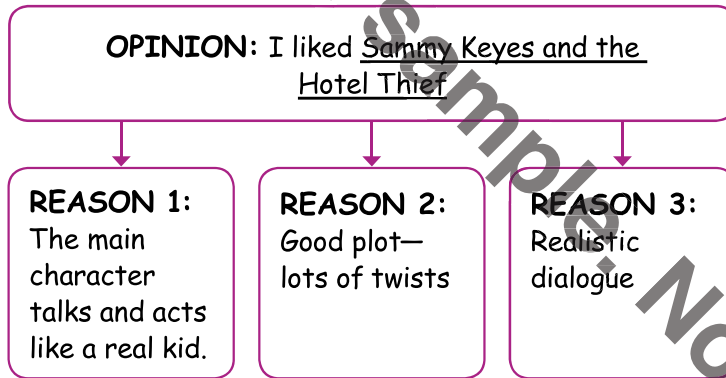 OPINION: I liked Sammy Keyes and the
Hotel Thief
REASON 1:
The main
character
talks and acts
like a real kid.
REASON 2:
Good plot—
lots of twists
REASON 3:
Realistic
dialogue
sample. No